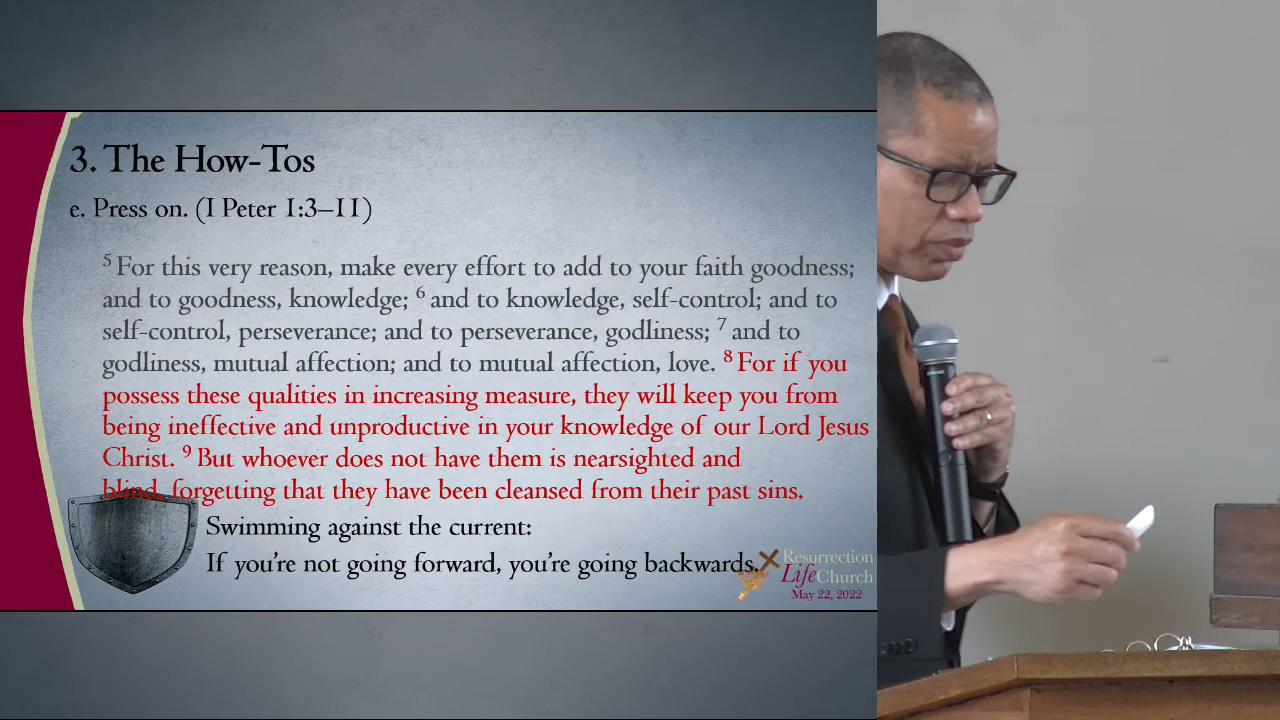 3. The How-Tos
e. Press on. (I Peter 1:3–11)
5 For this very reason, make every effort to add to your faith goodness;
and to goodness, knowledge; 6 and to knowledge, self-control; and to
self-control, perseverance; and to perseverance, godliness; 7 and to
godliness, mutual affection; and to mutual affection, love. 8 For if you
possess these qualities in increasing measure, they will keep you from
being ineffective and unproductive in your knowledge of our Lord Jesus
Christ. 9 But whoever does not have them is nearsighted and
blind, forgetting that they have been cleansed from their past sins.
Swimming against the current:
If you're not going forward, you're going backwards.
Resurrection
Life Church
May 22, 2022